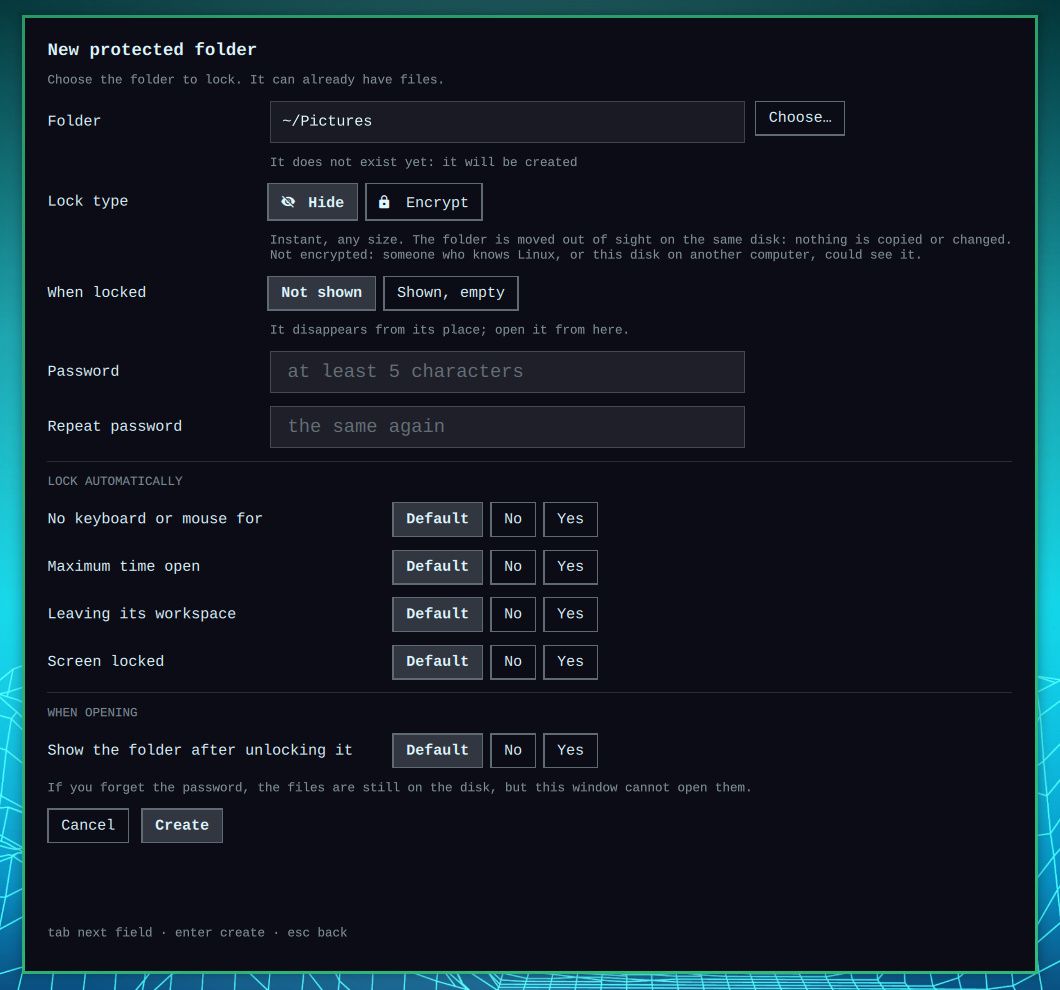 New protected folder
Choose the folder to lock. It can already have files.
Folder
~/Pictures
Choose…
It does not exist yet: it will be created
Lock type
Hide
Encrypt
Instant, any size. The folder is moved out of sight on the same disk: nothing is copied or changed.
Not encrypted: someone who knows Linux, or this disk on another computer, could see it.
When locked
Not shown
Shown, empty
It disappears from its place; open it from here.
Password
at least 5 characters
Repeat password
the same again
LOCK AUTOMATICALLY
No keyboard or mouse for
Default
No
Yes
Maximum time open
Default
No
Yes
Leaving its workspace
Default
No
Yes
Screen locked
Default
No
Yes
WHEN OPENING
Show the folder after unlocking it
Default
No
Yes
If you forget the password, the files are still on the disk, but this window cannot open them.
Cancel
Create
tab next field · enter create · esc back